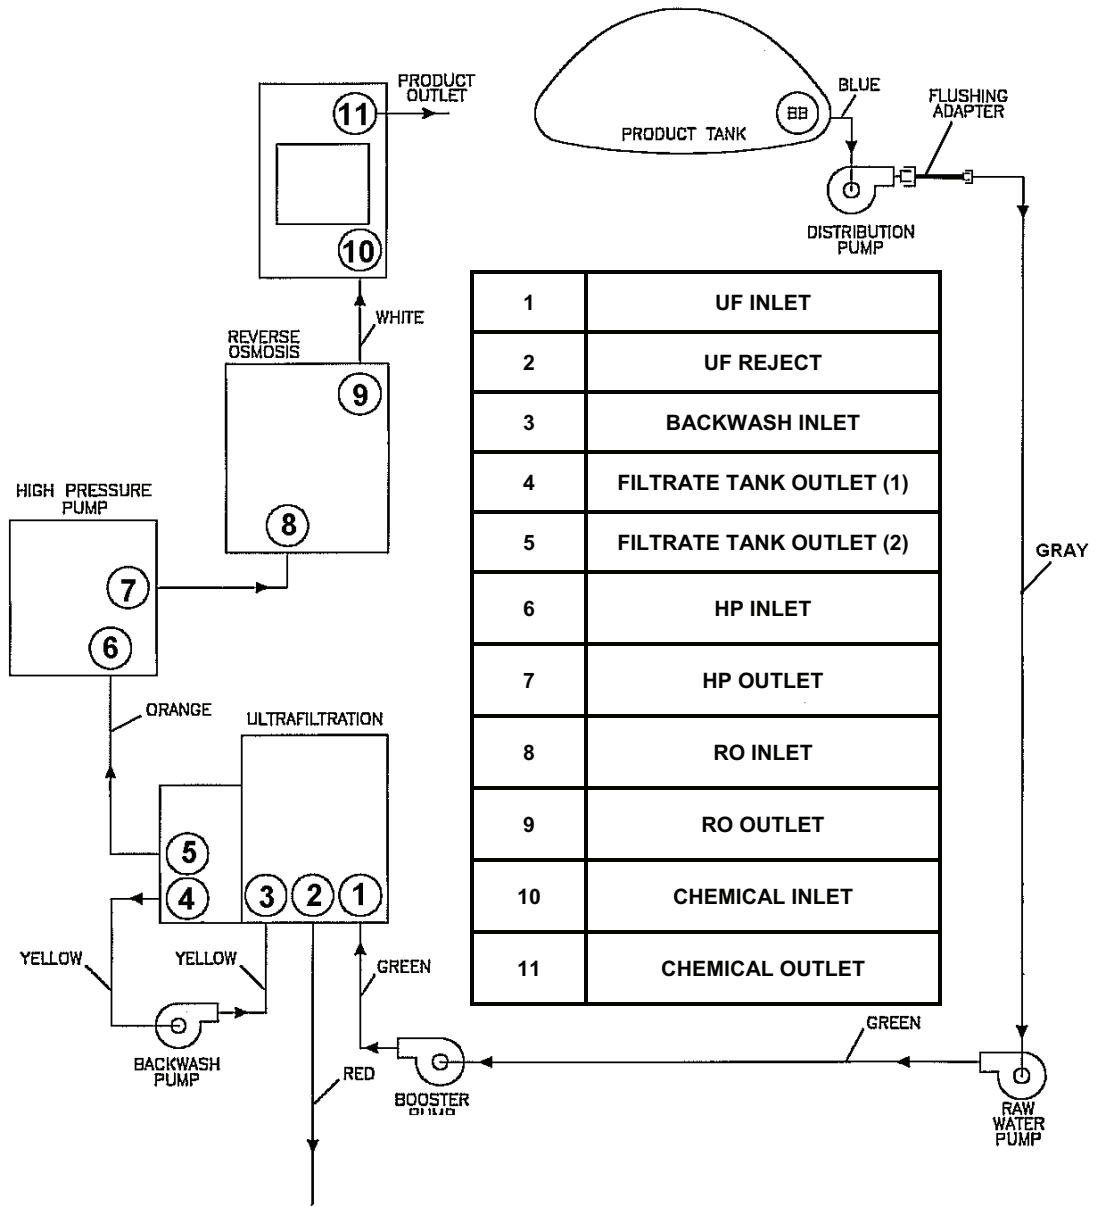 PRODUCT
OUTLET
11
10
WHITE
REVERSE
OSMOSIS
9
8
HIGH PRESSURE
PUMP
7
6
ORANGE
ULTRAFILTRATION
5
4
3
2
1
YELLOW
YELLOW
GREEN
BACKWASH
PUMP
RED
BOOSTER
PUMP
BB
PRODUCT TANK
BLUE
FLUSHING
ADAPTER
DISTRIBUTION
PUMP
GRAY
GREEN
RAW
WATER
PUMP
1 UF INLET
2 UF REJECT
3 BACKWASH INLET
4 FILTRATE TANK OUTLET (1)
5 FILTRATE TANK OUTLET (2)
6 HP INLET
7 HP OUTLET
8 RO INLET
9 RO OUTLET
10 CHEMICAL INLET
11 CHEMICAL OUTLET